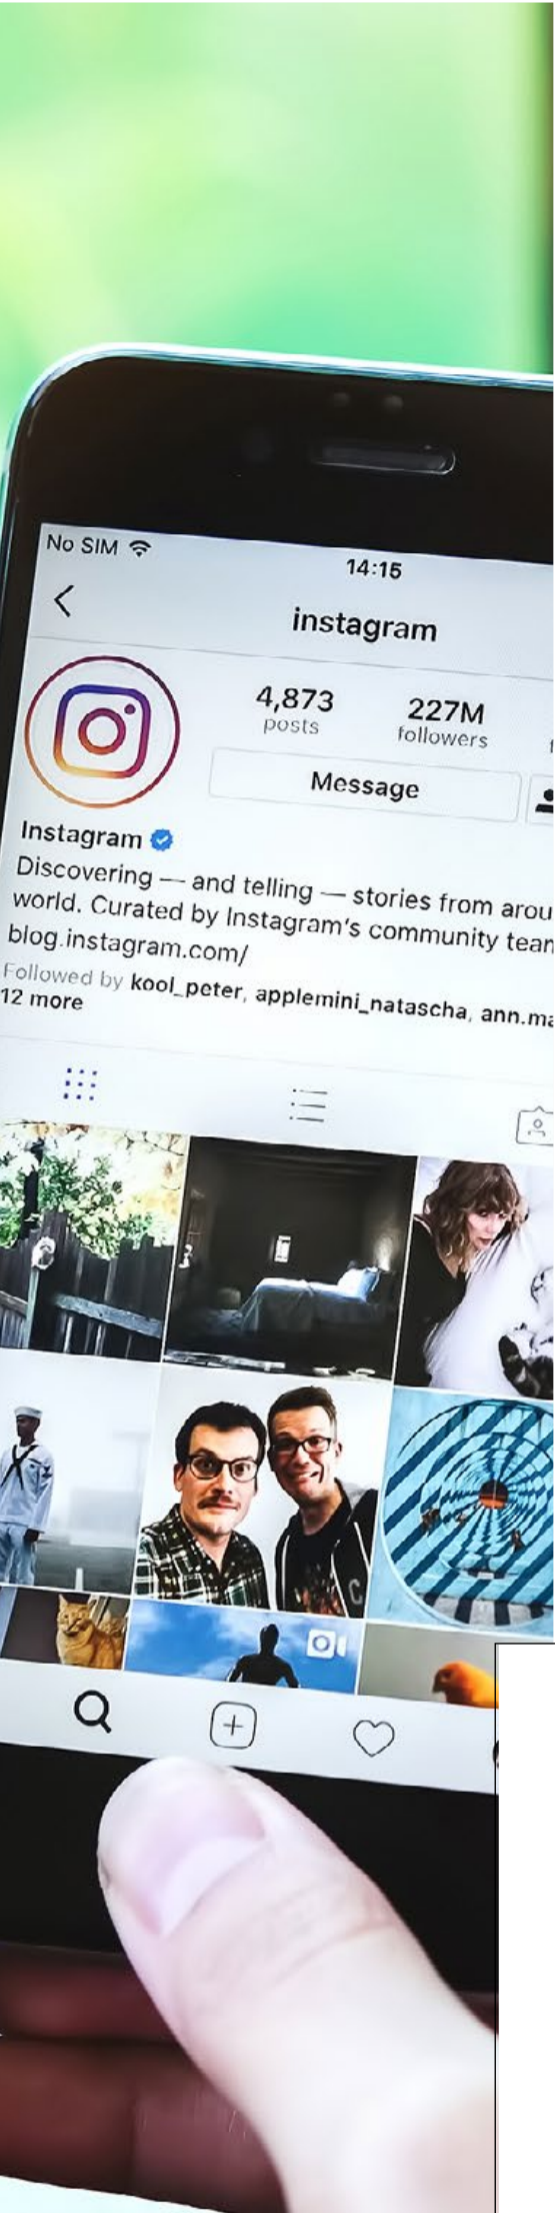 No SIM
14:15
instagram
4,873
227M
posts
followers
Message
Instagram
Discovering — and telling — stories from arou
world. Curated by Instagram's community tean
blog.instagram.com/
Followed by kool_peter, applemini_natascha, ann.ma
12 more